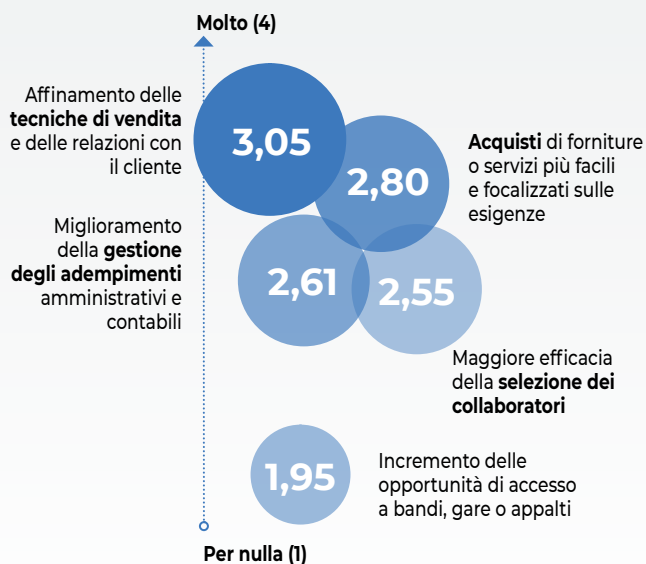 Molto (4)
Affinamento delle
tecniche di vendita
e delle relazioni con
il cliente
3,05
2,80
Acquisti di forniture
o servizi più facili
e focalizzati sulle
esigenze
Miglioramento
della gestione
degli adempimenti
amministrativi e
contabili
2,61
2,55
Maggiore efficacia
della selezione dei
collaboratori
1,95
Incremento delle
opportunità di accesso
a bandi, gare o appalti
Per nulla (1)